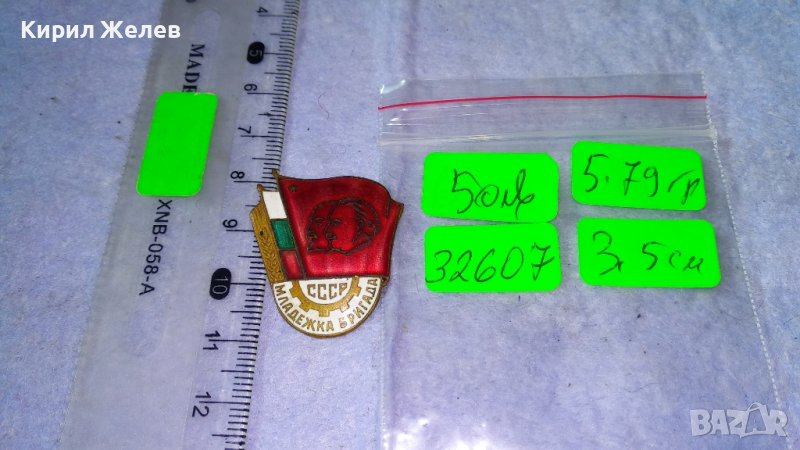 Кирил Желев
MADE
XNB-058-A
4
5
6
7
8
9
10
11
12
СССР
МЛАДЕЖКА БРИГАДА
50лв
5.79гр
32607
3,5см
BAZAR